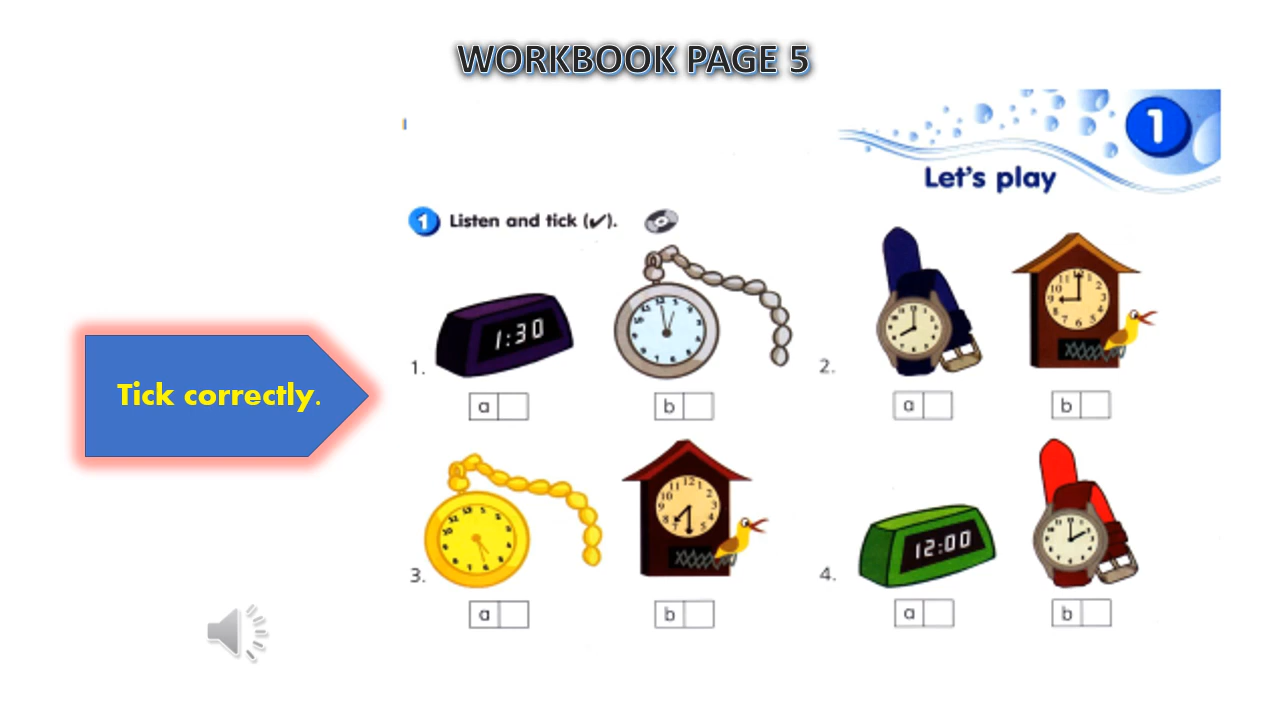 WORKBOOK PAGE 5
1
Let's play
1 Listen and tick (✔).
Tick correctly.
1.
1:30
a
b
2.
a
b
3.
a
b
4.
12:00
a
b